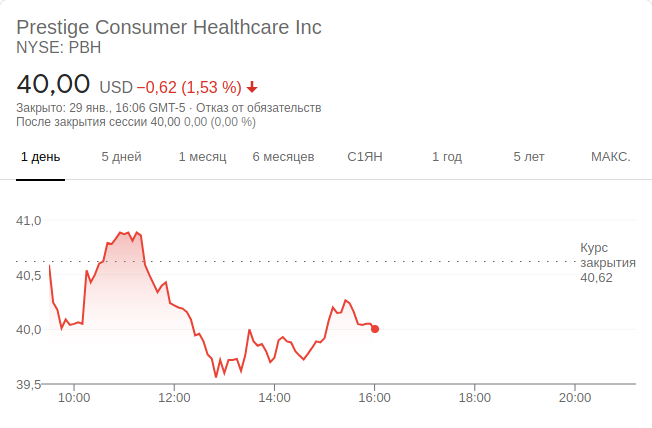 Prestige Consumer Healthcare Inc
NYSE: PBH
40,00 USD −0,62 (1,53 %)
Закрыто: 29 янв., 16:06 GMT-5 · Отказ от обязательств
После закрытия сессии 40,00 0,00 (0,00 %)
1 день 5 дней 1 месяц 6 месяцев С1ЯН 1 год 5 лет МАКС.
41,0
Курс
закрытия
40,62
40,5
40,0
39,5
10:00 12:00 14:00 16:00 18:00 20:00